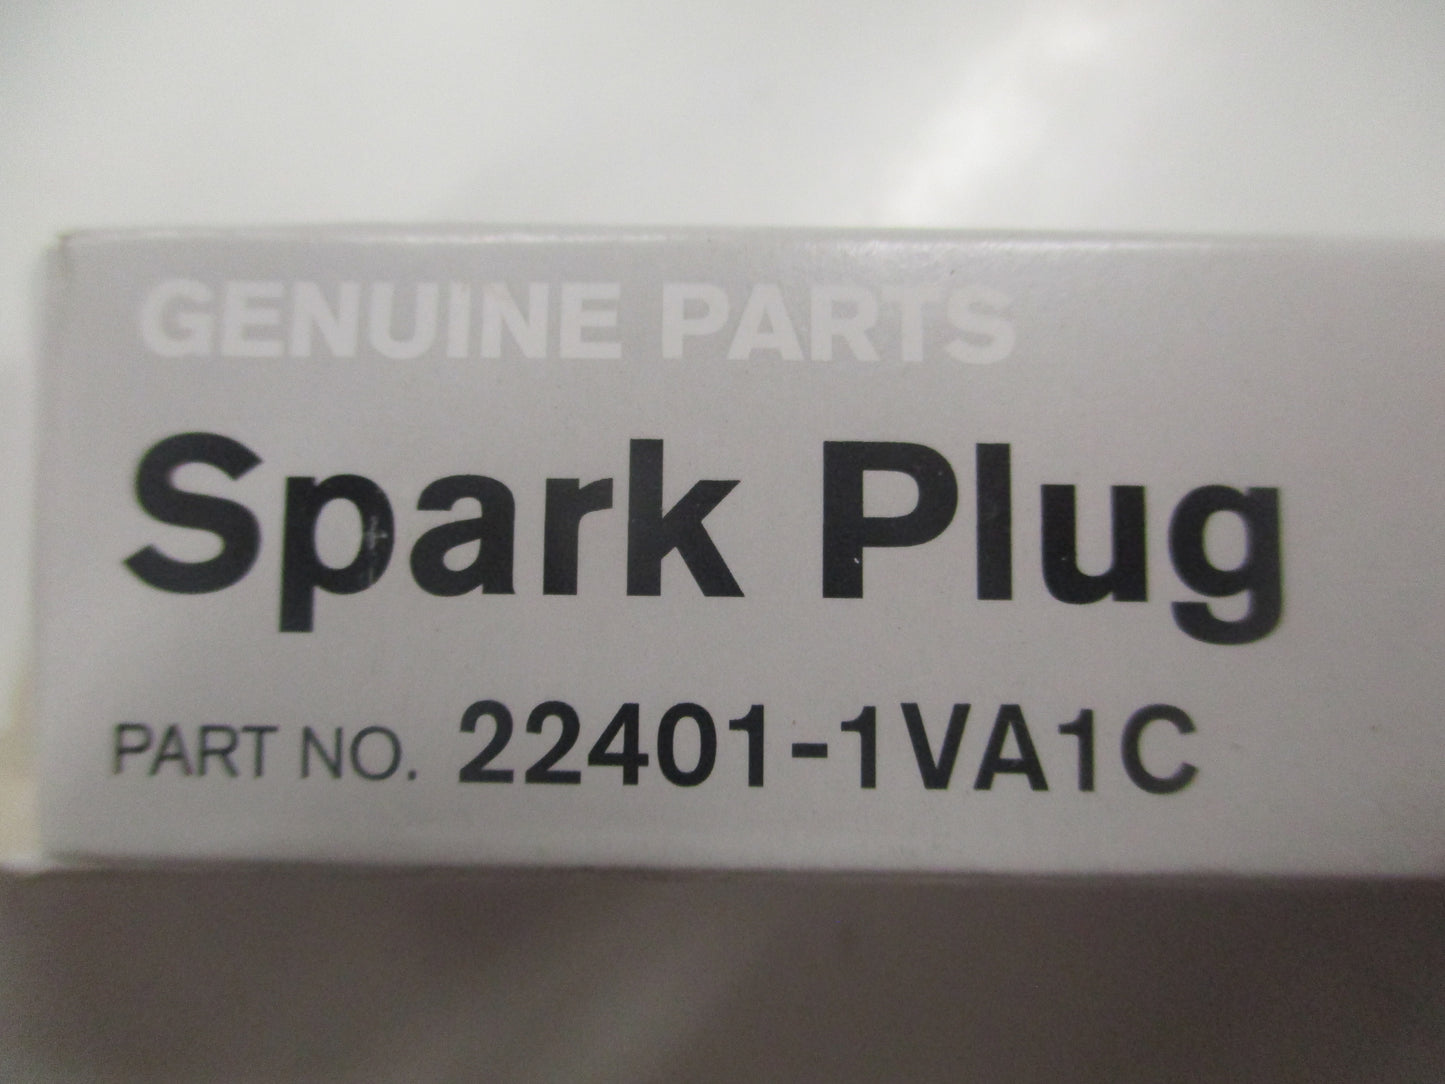 GENUINE PARTS
Spark Plug
PART NO. 22401-1VA1C